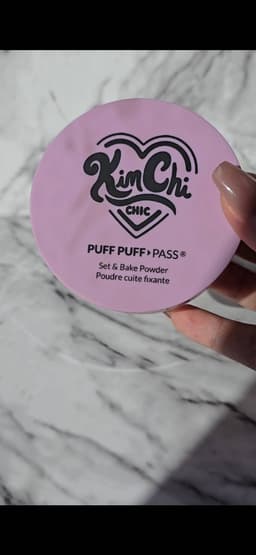 KimChi
CHIC
PUFF PUFF▸PASS®
Set & Bake Powder
Poudre cuite fixante